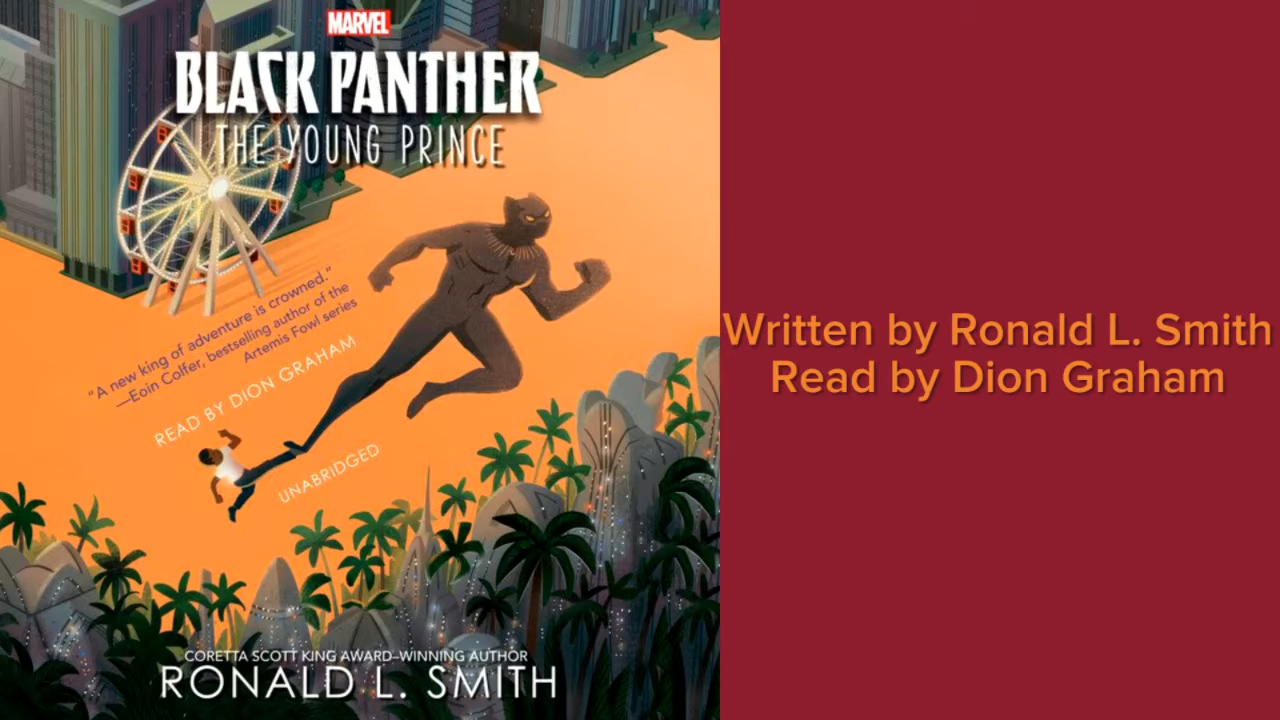 MARVEL
BLACK PANTHER
THE YOUNG PRINCE
“A new king of adventure is crowned.”
—Eoin Colfer, bestselling author of the
Artemis Fowl series
READ BY DION GRAHAM
UNABRIDGED
CORETTA SCOTT KING AWARD–WINNING AUTHOR
RONALD L. SMITH
Written by Ronald L. Smith
Read by Dion Graham